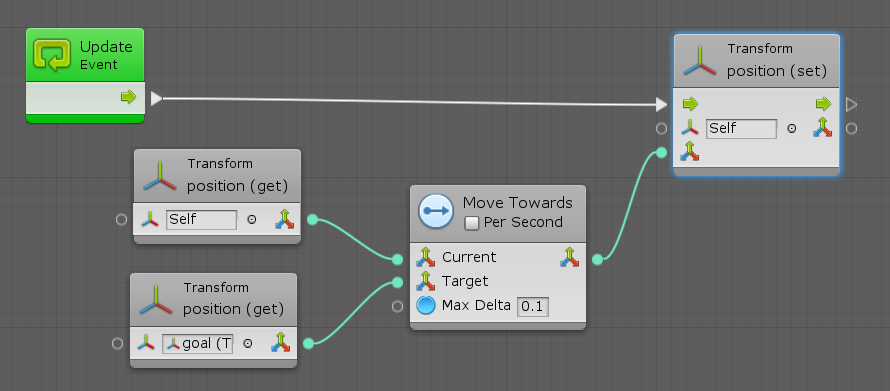 Update
Event
Transform
position (set)
Self
Transform
position (get)
Self
Move Towards
Per Second
Current
Target
Max Delta 0.1
Transform
position (get)
goal (T